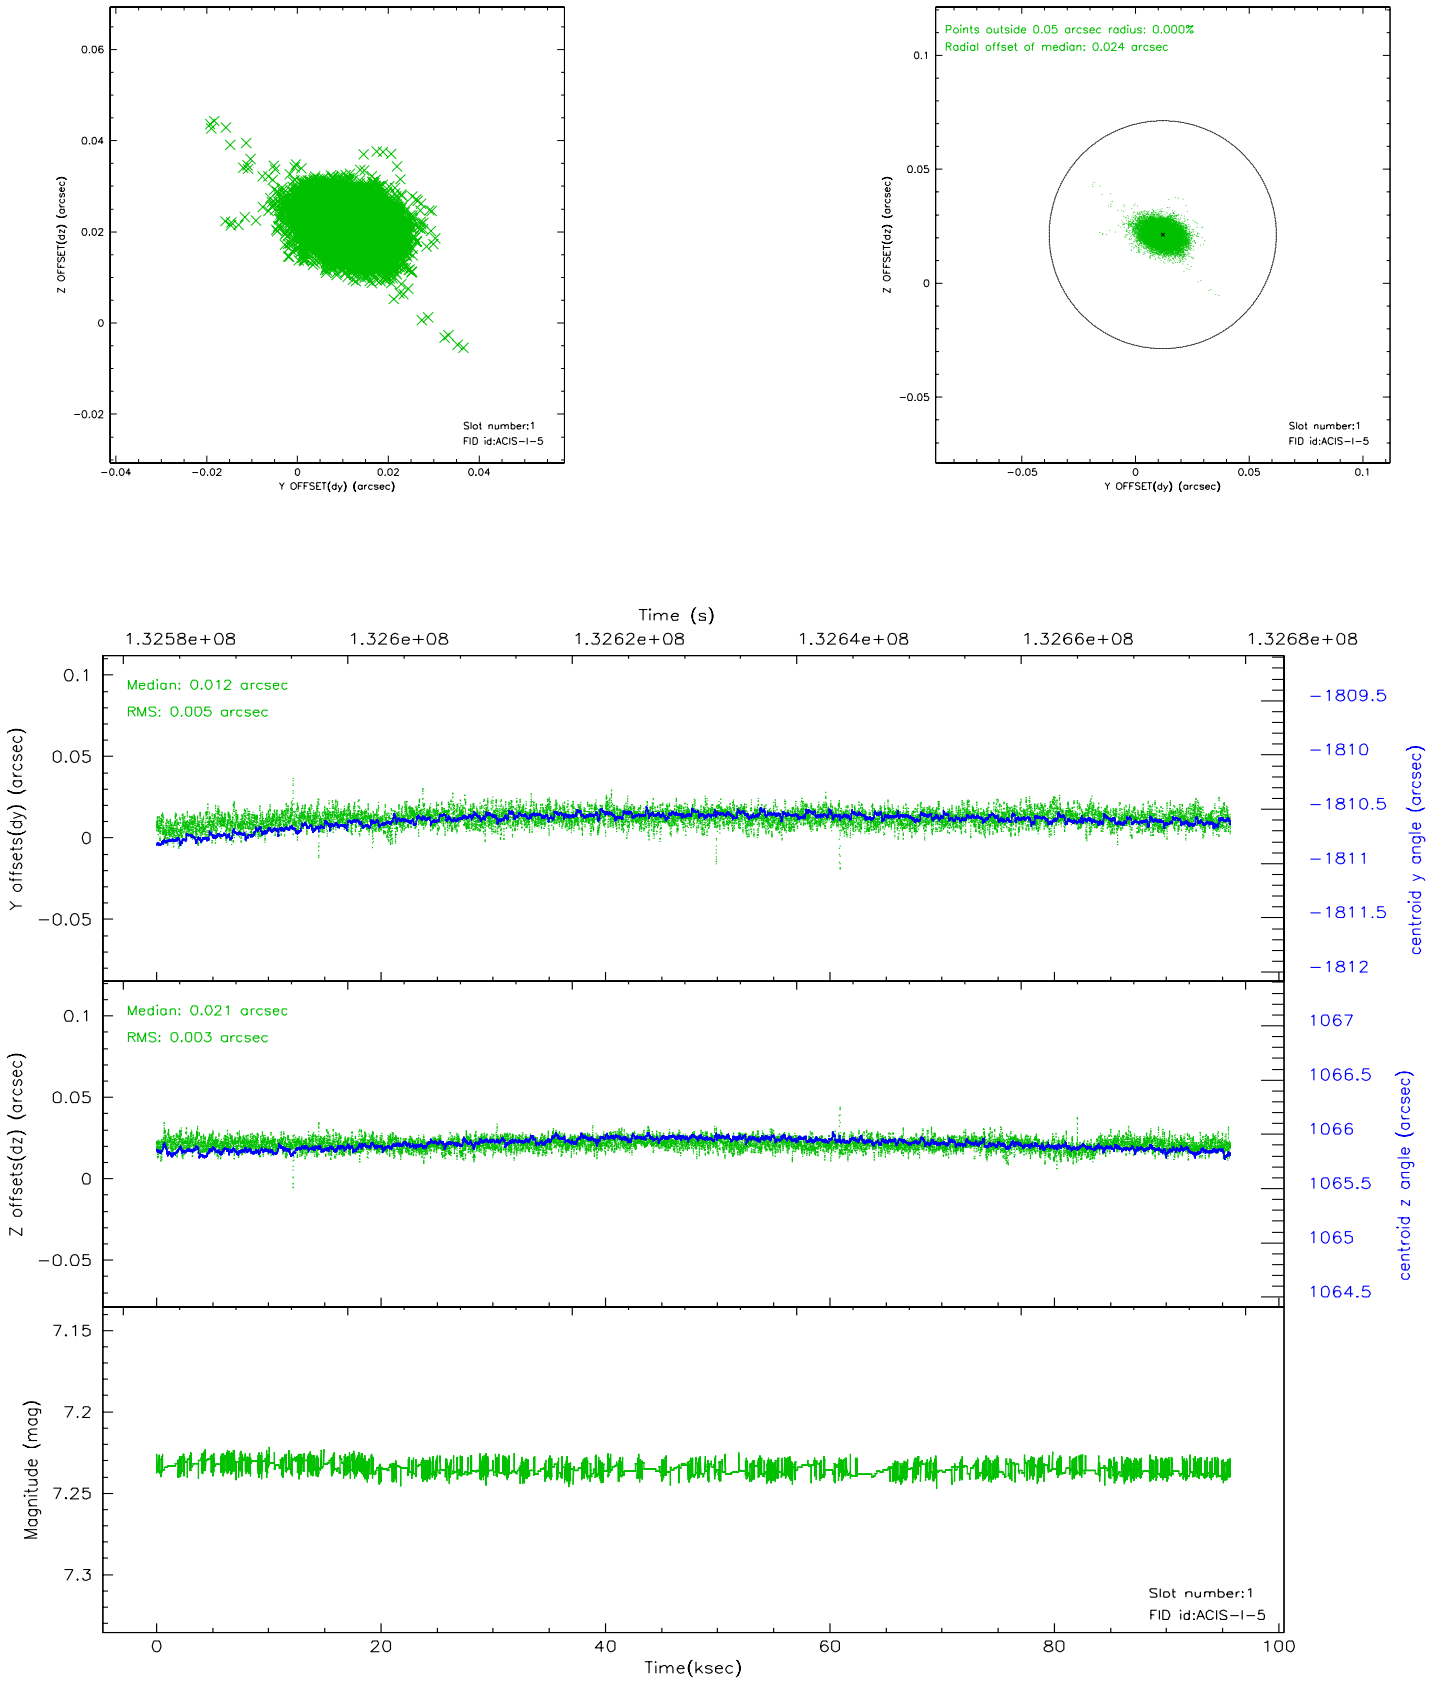 0.06
0.04
0.02
0
−0.02
Z OFFSET(dz) (arcsec)
Slot number:1
FID id:ACIS−I−5
−0.04 −0.02 0 0.02 0.04
Y OFFSET(dy) (arcsec)
Points outside 0.05 arcsec radius: 0.000%
Radial offset of median: 0.024 arcsec
0.1
0.05
0
−0.05
Z OFFSET(dz) (arcsec)
Slot number:1
FID id:ACIS−I−5
−0.05 0 0.05 0.1
Y OFFSET(dy) (arcsec)
Time (s)
1.3258e+08 1.326e+08 1.3262e+08 1.3264e+08 1.3266e+08 1.3268e+08
Median: 0.012 arcsec
RMS: 0.005 arcsec
0.1
0.05
0
−0.05
Y offsets(dy) (arcsec)
−1809.5
−1810
−1810.5
−1811
−1811.5
−1812
centroid y angle (arcsec)
Median: 0.021 arcsec
RMS: 0.003 arcsec
0.1
0.05
0
−0.05
Z offsets(dz) (arcsec)
1067
1066.5
1066
1065.5
1065
1064.5
centroid z angle (arcsec)
7.15
7.2
7.25
7.3
Magnitude (mag)
Slot number:1
FID id:ACIS−I−5
0 20 40 60 80 100
Time(ksec)